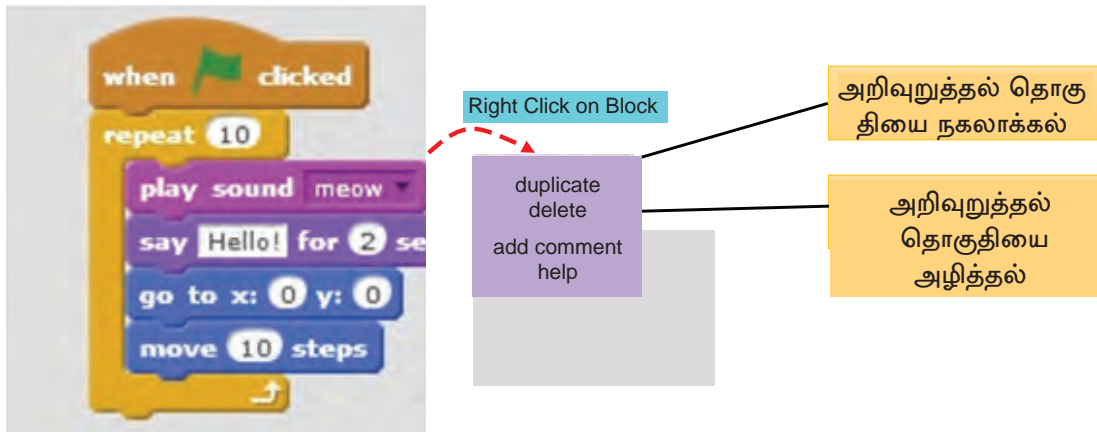 when clicked
repeat 10
play sound meow
say Hello! for 2 se
go to x: 0 y: 0
move 10 steps
Right Click on Block
duplicate
delete
add comment
help
அறிவுறுத்தல் தொகு
தியை நகலாக்கல்
அறிவுறுத்தல்
தொகுதியை
அழித்தல்